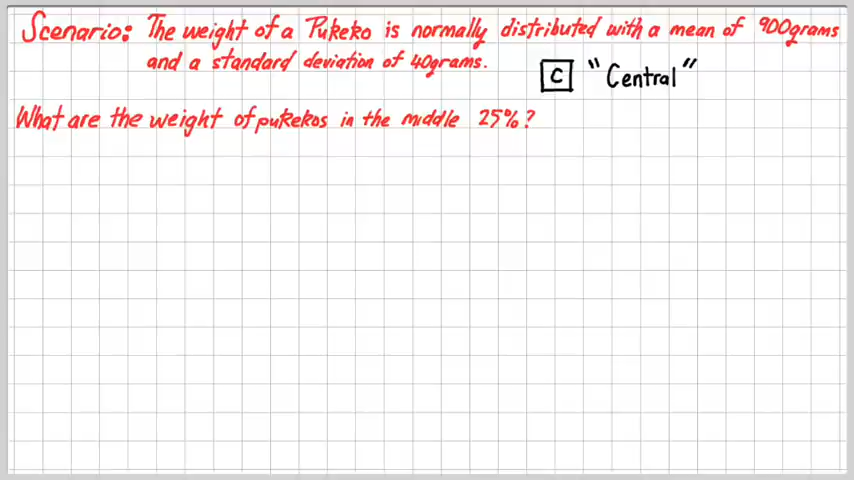 Scenario: The weight of a Pukeko is normally distributed with a mean of 900grams
and a standard deviation of 40grams.
C "Central"
What are the weight of pukekos in the middle 25%?